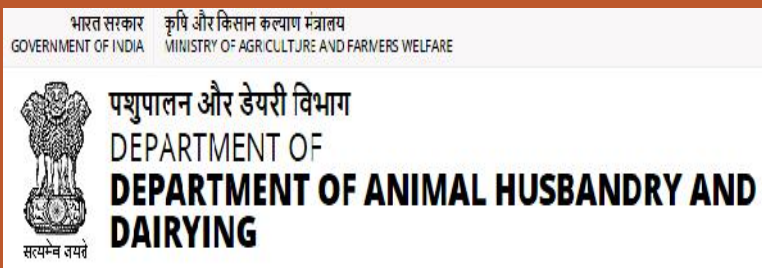 भारत सरकार
GOVERNMENT OF INDIA
कृषि और किसान कल्याण मंत्रालय
MINISTRY OF AGRICULTURE AND FARMERS WELFARE
पशुपालन और डेयरी विभाग
DEPARTMENT OF
DEPARTMENT OF ANIMAL HUSBANDRY AND
DAIRYING
सत्यमेव जयते